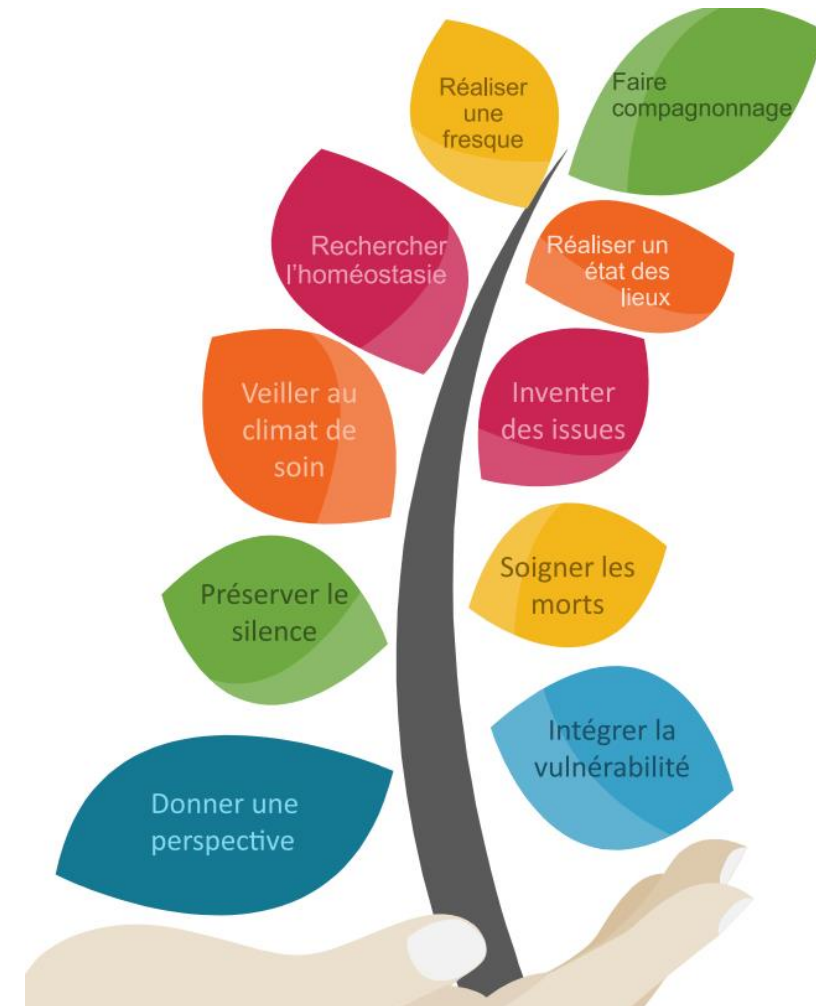 Réaliser
une
fresque
Faire
compagnonnage
Rechercher
l'homéostasie
Réaliser un
état des
lieux
Veiller au
climat de
soin
Inventer
des issues
Préserver le
silence
Soigner les
morts
Donner une
perspective
Intégrer la
vulnérabilité